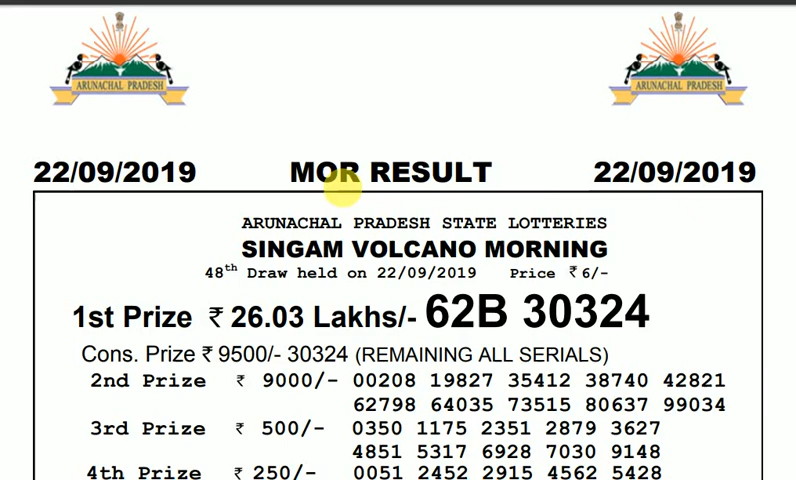 ARUNACHAL PRADESH ARUNACHAL PRADESH
22/09/2019 MOR RESULT 22/09/2019
ARUNACHAL PRADESH STATE LOTTERIES
SINGAM VOLCANO MORNING
48th Draw held on 22/09/2019 Price ₹ 6/-
1st Prize ₹ 26.03 Lakhs/- 62B 30324
Cons. Prize ₹ 9500/- 30324 (REMAINING ALL SERIALS)
2nd Prize ₹ 9000/- 00208 19827 35412 38740 42821
62798 64035 73515 80637 99034
3rd Prize ₹ 500/- 0350 1175 2351 2879 3627
4851 5317 6928 7030 9148
4th Prize ₹ 250/- 0051 2452 2915 4562 5428